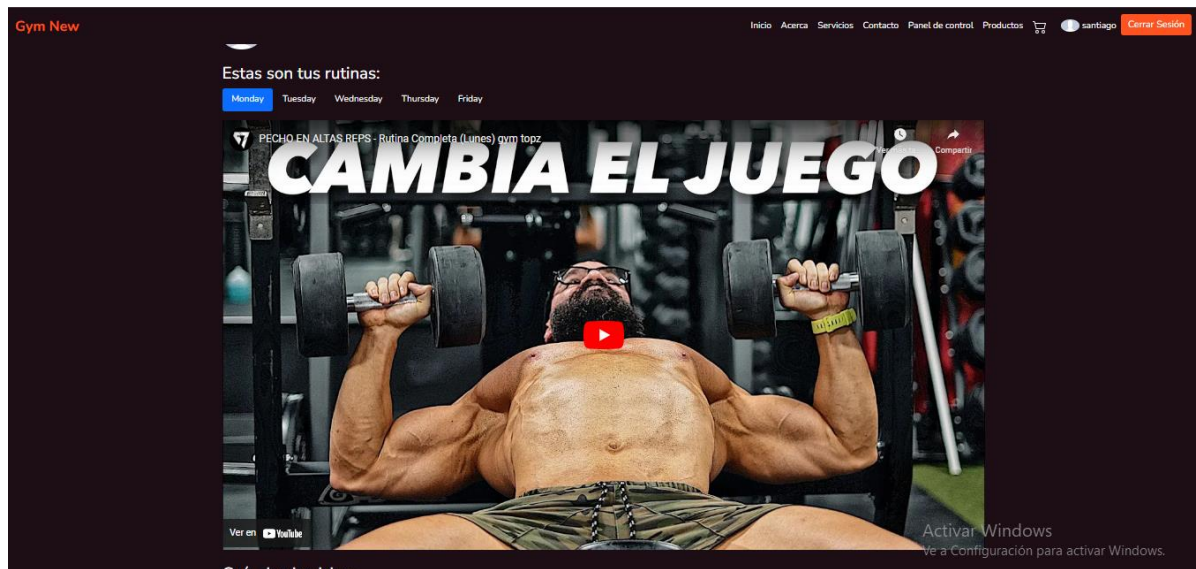 Gym New
Inicio Acerca Servicios Contacto Panel de control Productos santiago Cerrar Sesión
Estas son tus rutinas:
Monday Tuesday Wednesday Thursday Friday
PECHO EN ALTAS REPS - Rutina Completa (Lunes) gym topz
Compartir
CAMBIA EL JUEGO
Ver en YouTube
Activar Windows
Ve a Configuración para activar Windows.